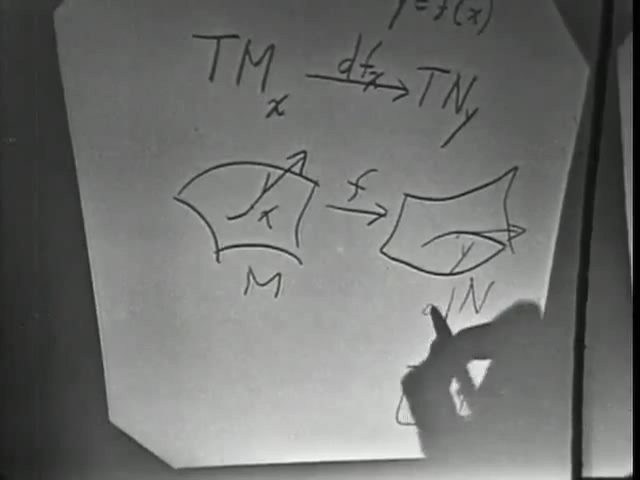 y = f(x)
TM_x df_x TN_y
x f y
M N